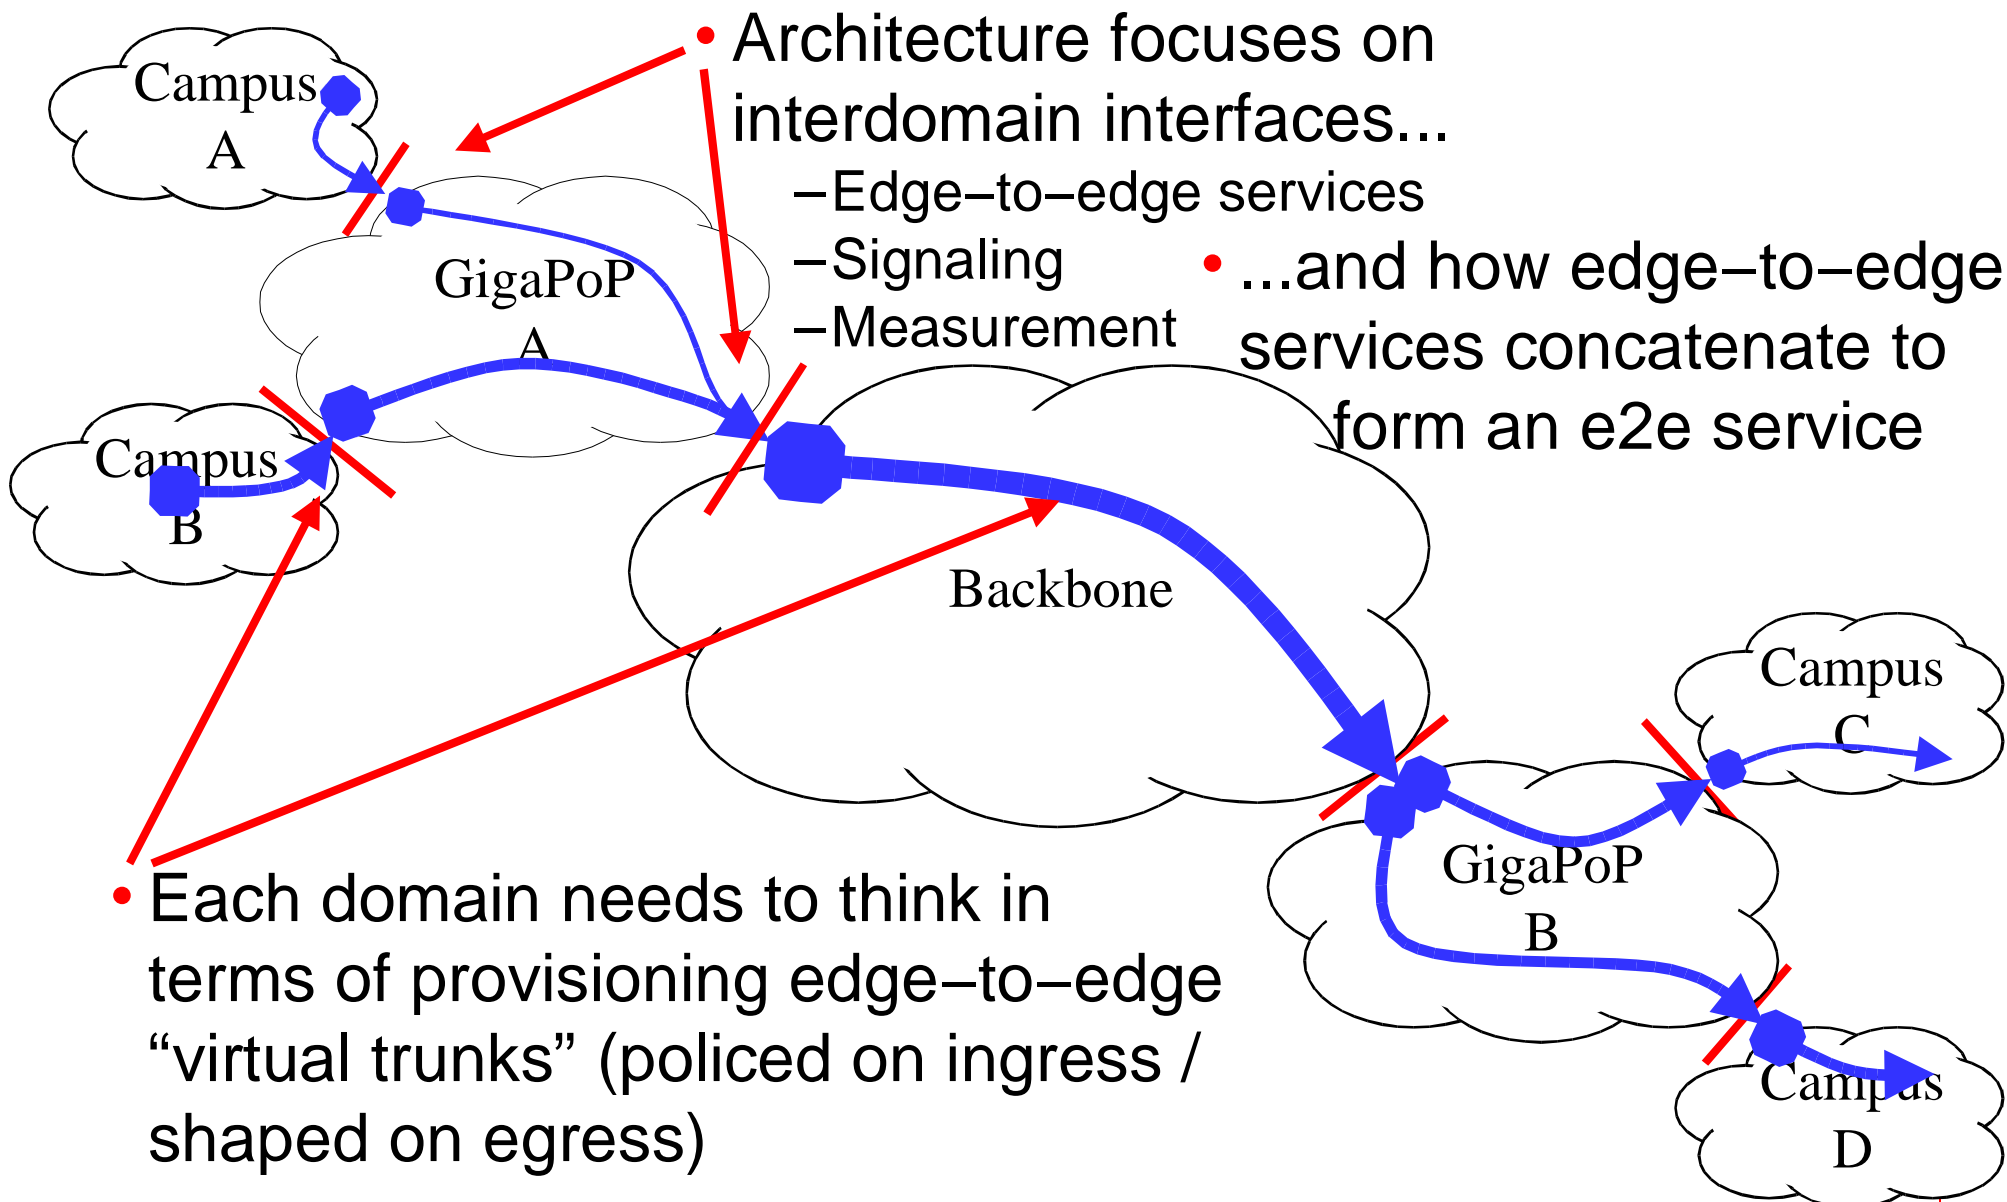 • Architecture focuses on
interdomain interfaces...
–Edge–to–edge services
–Signaling
–Measurement
• ...and how edge–to–edge
services concatenate to
form an e2e service
Campus
A
GigaPoP
A
Campus
B
Backbone
Campus
C
GigaPoP
B
Campus
D
• Each domain needs to think in
terms of provisioning edge–to–edge
“virtual trunks” (policed on ingress /
shaped on egress)